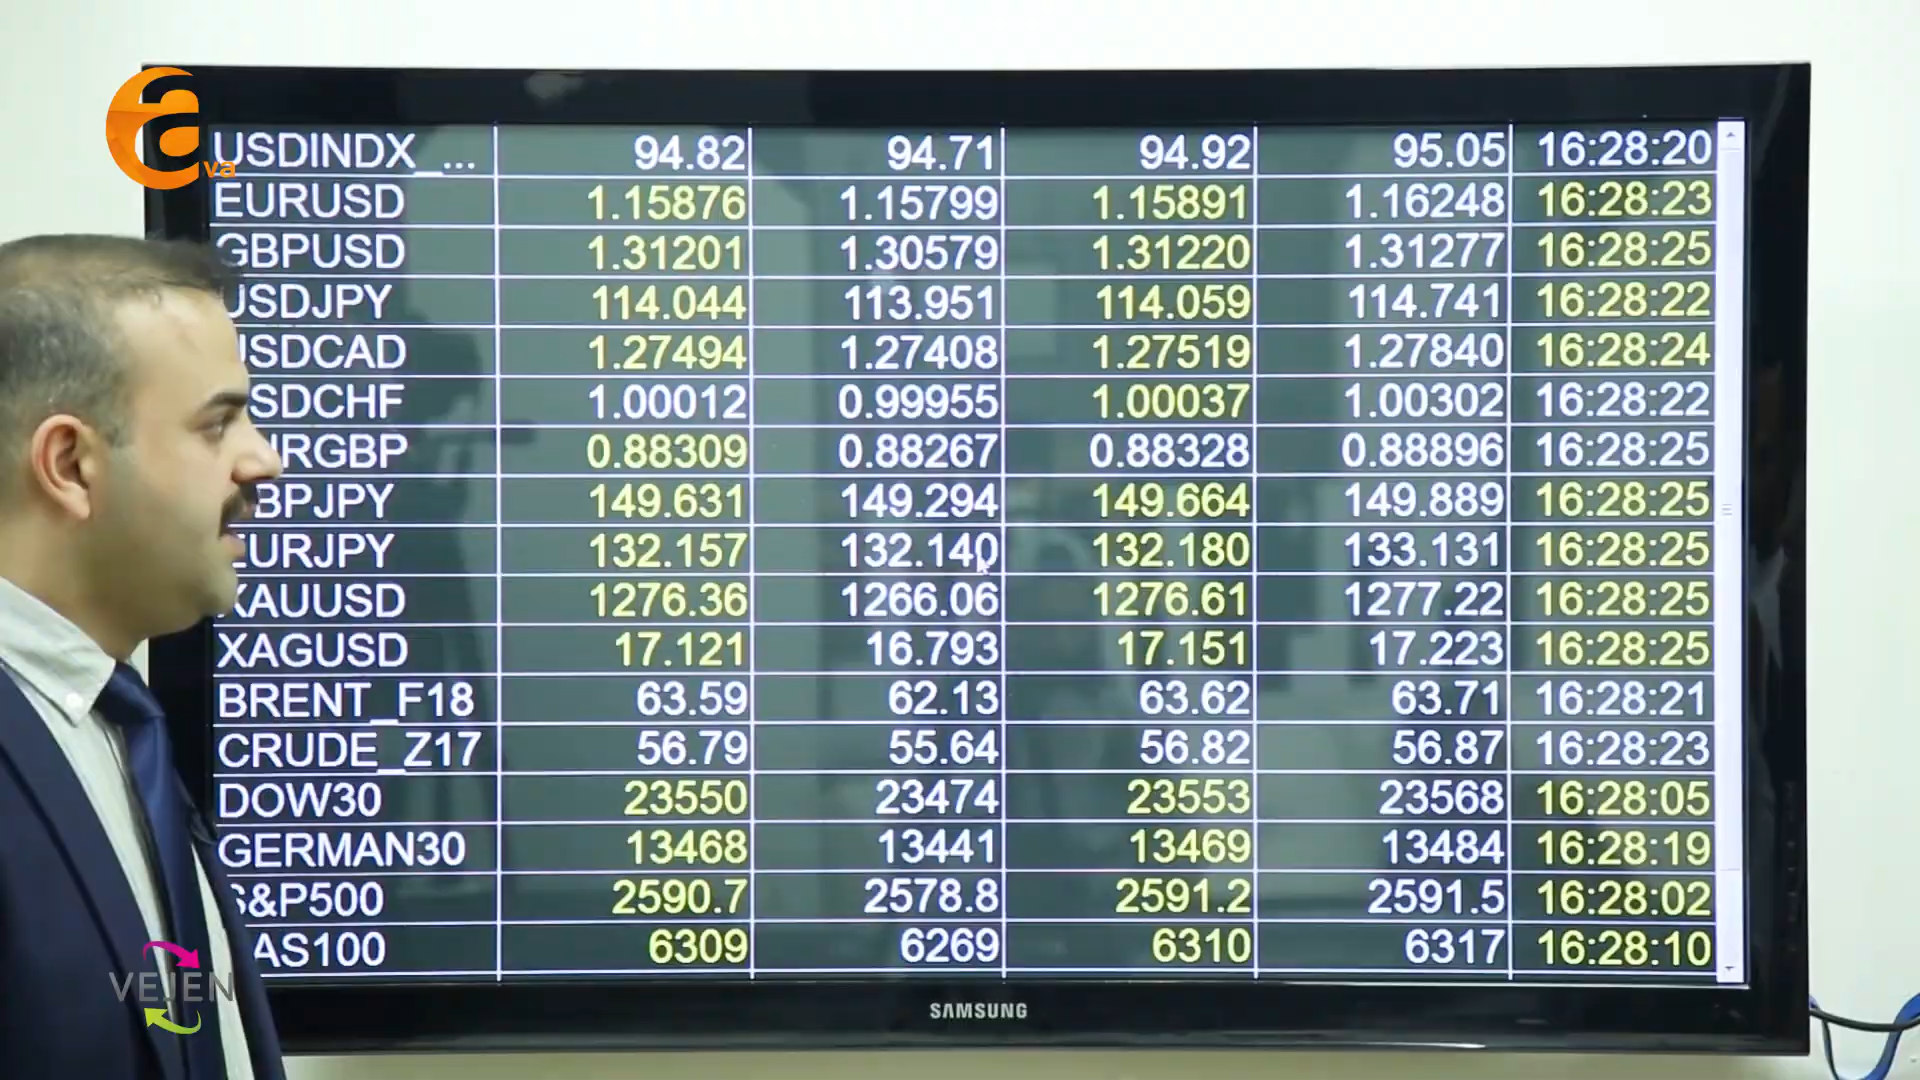 ava
USDINDX_... 94.82 94.71 94.92 95.05 16:28:20
EURUSD 1.15876 1.15799 1.15891 1.16248 16:28:23
GBPUSD 1.31201 1.30579 1.31220 1.31277 16:28:25
USDJPY 114.044 113.951 114.059 114.741 16:28:22
USDCAD 1.27494 1.27408 1.27519 1.27840 16:28:24
SDCHF 1.00012 0.99955 1.00037 1.00302 16:28:22
RGBP 0.88309 0.88267 0.88328 0.88896 16:28:25
BPJPY 149.631 149.294 149.664 149.889 16:28:25
EURJPY 132.157 132.140 132.180 133.131 16:28:25
XAUUSD 1276.36 1266.06 1276.61 1277.22 16:28:25
XAGUSD 17.121 16.793 17.151 17.223 16:28:25
BRENT_F18 63.59 62.13 63.62 63.71 16:28:21
CRUDE_Z17 56.79 55.64 56.82 56.87 16:28:23
DOW30 23550 23474 23553 23568 16:28:05
GERMAN30 13468 13441 13469 13484 16:28:19
S&P500 2590.7 2578.8 2591.2 2591.5 16:28:02
AS100 6309 6269 6310 6317 16:28:10
VEJEN
SAMSUNG